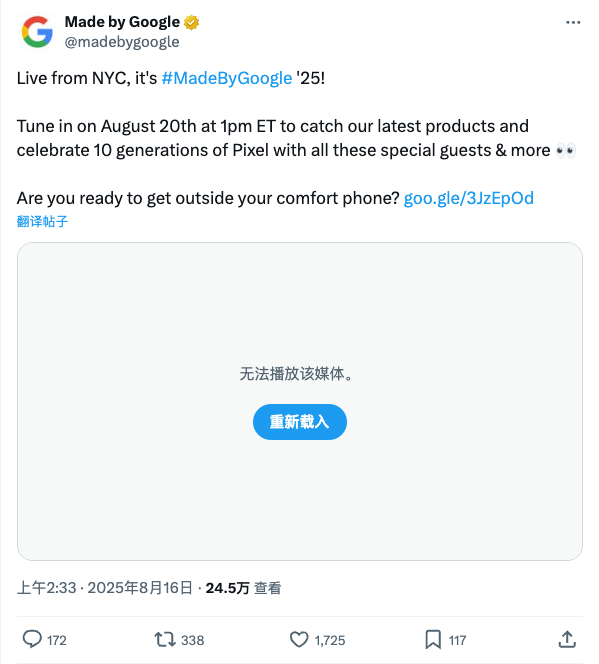 Made by Google
@madebygoogle
Live from NYC, it's #MadeByGoogle '25!
Tune in on August 20th at 1pm ET to catch our latest products and
celebrate 10 generations of Pixel with all these special guests & more 👀
Are you ready to get outside your comfort phone? goo.gle/3JzEpOd
翻译帖子
无法播放该媒体。
重新载入
上午2:33 · 2025年8月16日 · 24.5万 查看
172 338 1,725 117